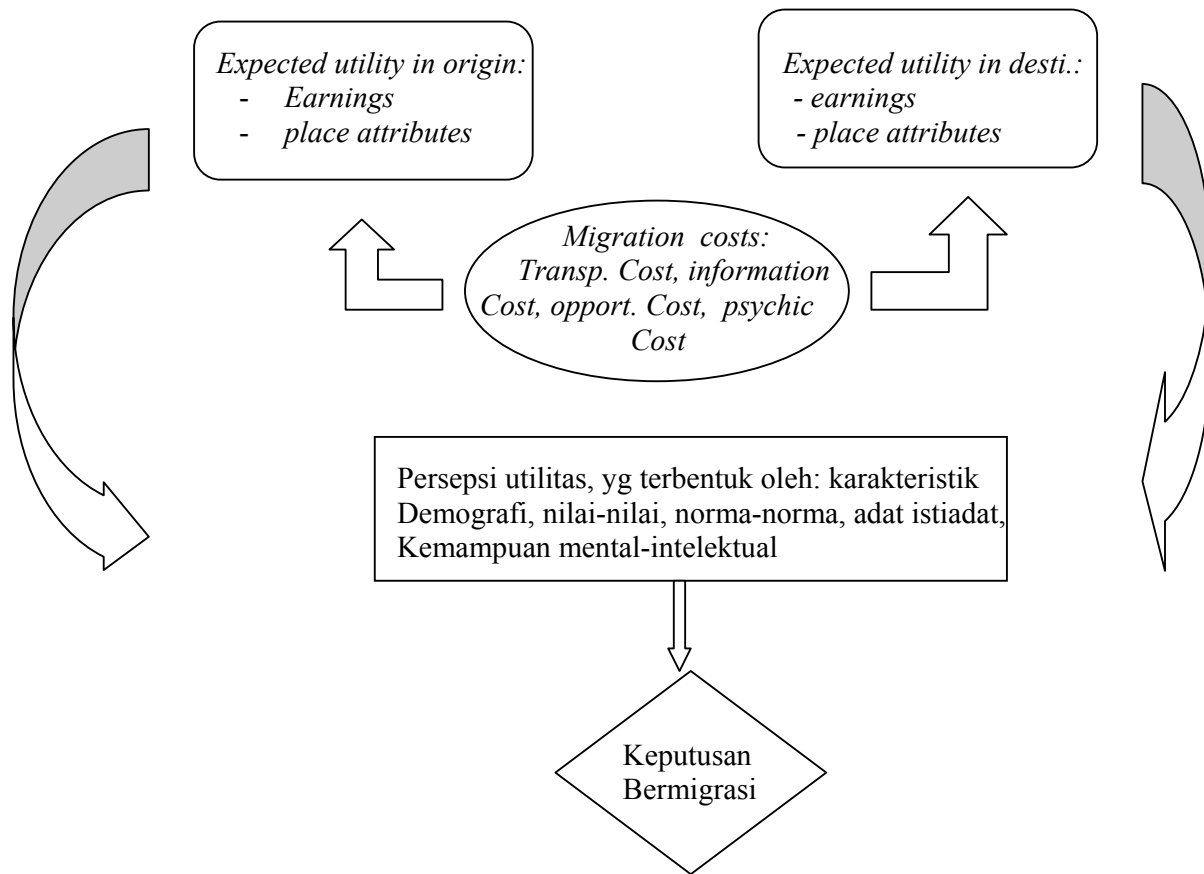 Expected utility in origin:
- Earnings
- place attributes
Expected utility in desti.:
- earnings
- place attributes
Migration costs:
Transp. Cost, information
Cost, opport. Cost, psychic
Cost
Persepsi utilitas, yg terbentuk oleh: karakteristik
Demografi, nilai-nilai, norma-norma, adat istiadat,
Kemampuan mental-intelektual
Keputusan
Bermigrasi